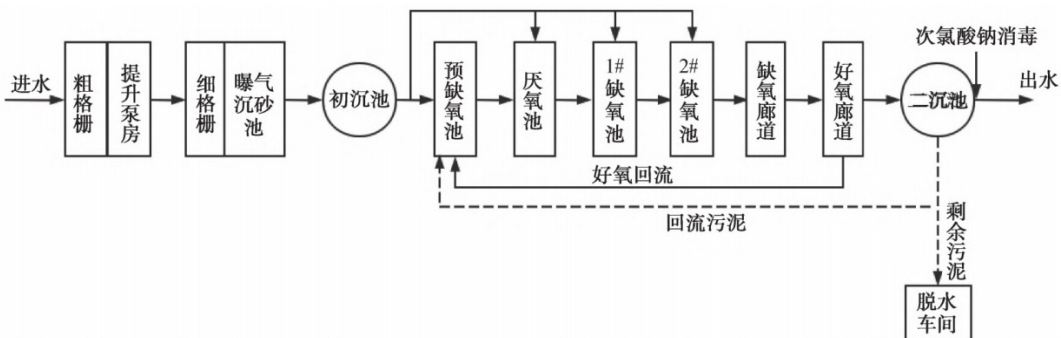 次氯酸钠消毒
进水
粗格栅
提升泵房
细格栅
曝气沉砂池
初沉池
预缺氧池
厌氧池
1#缺氧池
2#缺氧池
缺氧廊道
好氧廊道
二沉池
出水
好氧回流
回流污泥
剩余污泥
脱水
车间